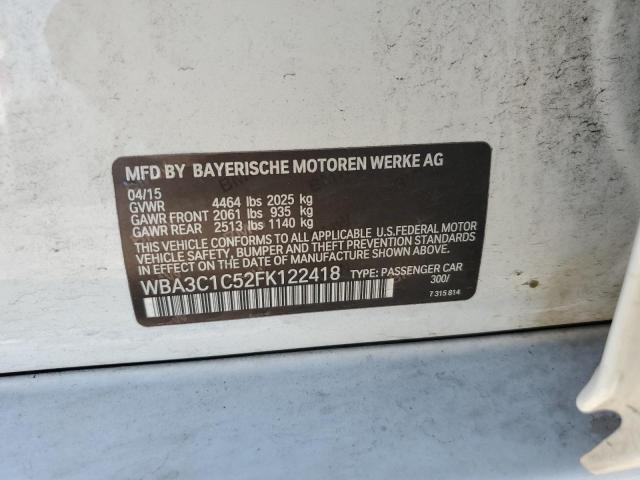 MFD BY BAYERISCHE MOTOREN WERKE AG
04/15
GVWR 4464 lbs 2025 kg
GAWR FRONT 2061 lbs 935 kg
GAWR REAR 2513 lbs 1140 kg
THIS VEHICLE CONFORMS TO ALL APPLICABLE U.S.FEDERAL MOTOR
VEHICLE SAFETY, BUMPER AND THEFT PREVENTION STANDARDS
IN EFFECT ON THE DATE OF MANUFACTURE SHOWN ABOVE.
WBA3C1C52FK122418 TYPE: PASSENGER CAR
300/
7 315 814